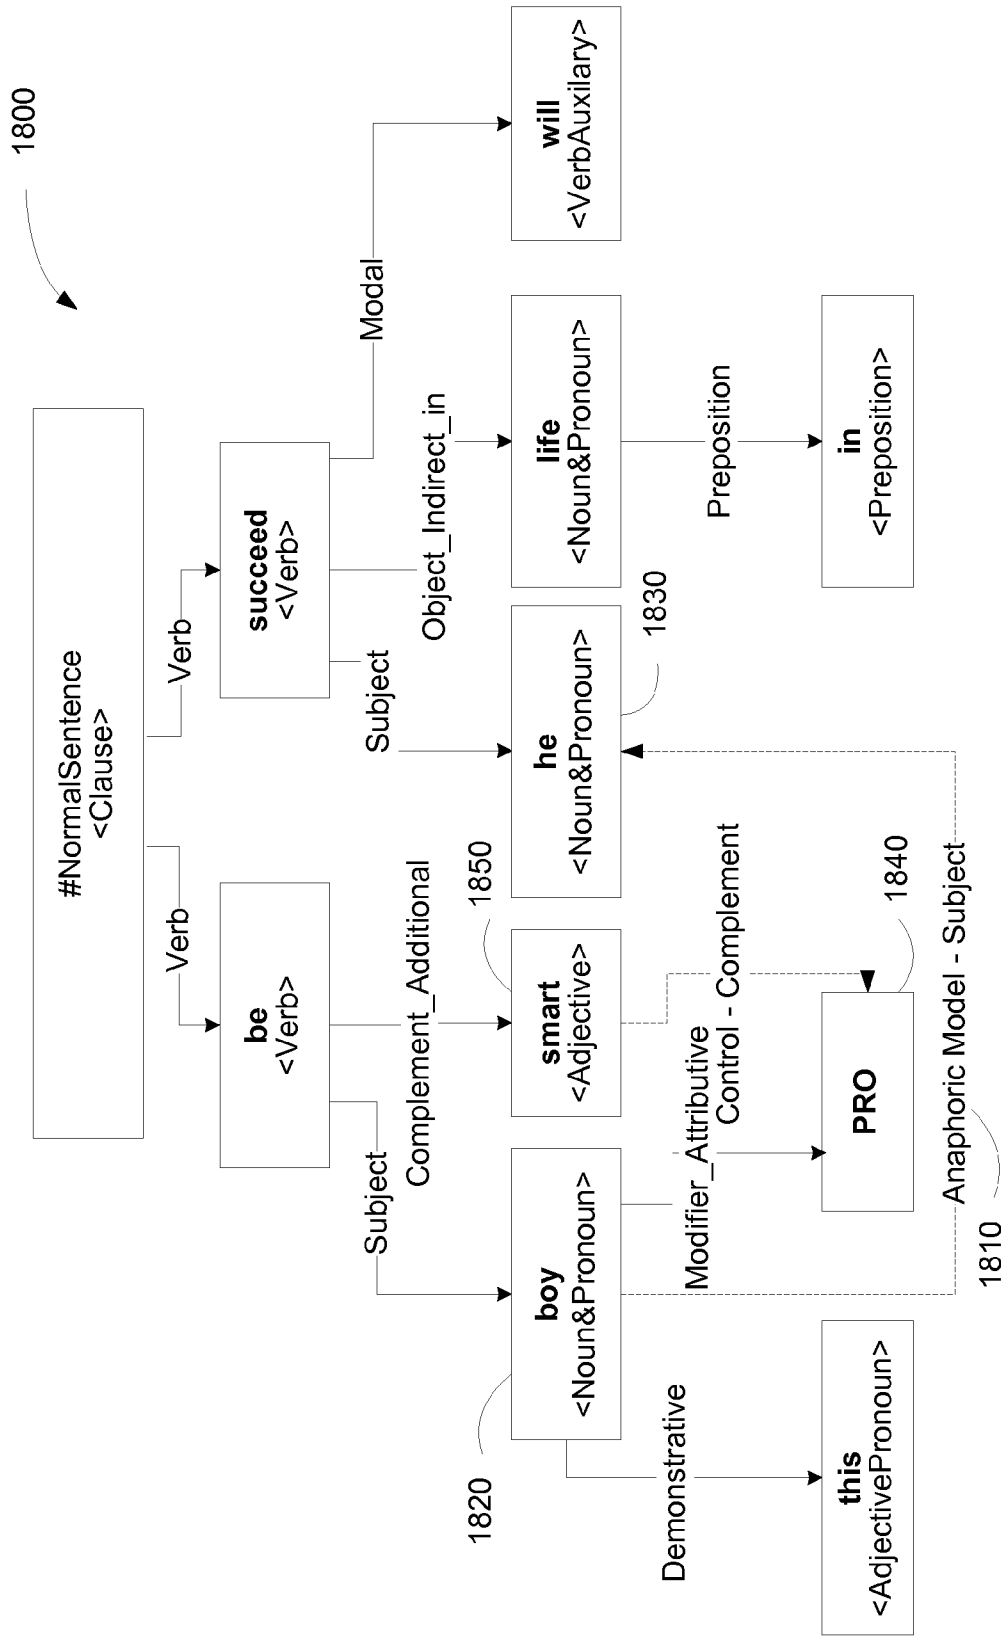 1800
#NormalSentence
<Clause>
Verb
Verb
be
<Verb>
succeed
<Verb>
Subject
Complement_Additional
Subject
Object_Indirect_in
Modal
1820
boy
<Noun&Pronoun>
1850
smart
<Adjective>
he
<Noun&Pronoun>
1830
life
<Noun&Pronoun>
will
<VerbAuxilary>
Demonstrative
Modifier_Attributive
Control - Complement
Preposition
this
<AdjectivePronoun>
PRO
1840
in
<Preposition>
Anaphoric Model - Subject
1810